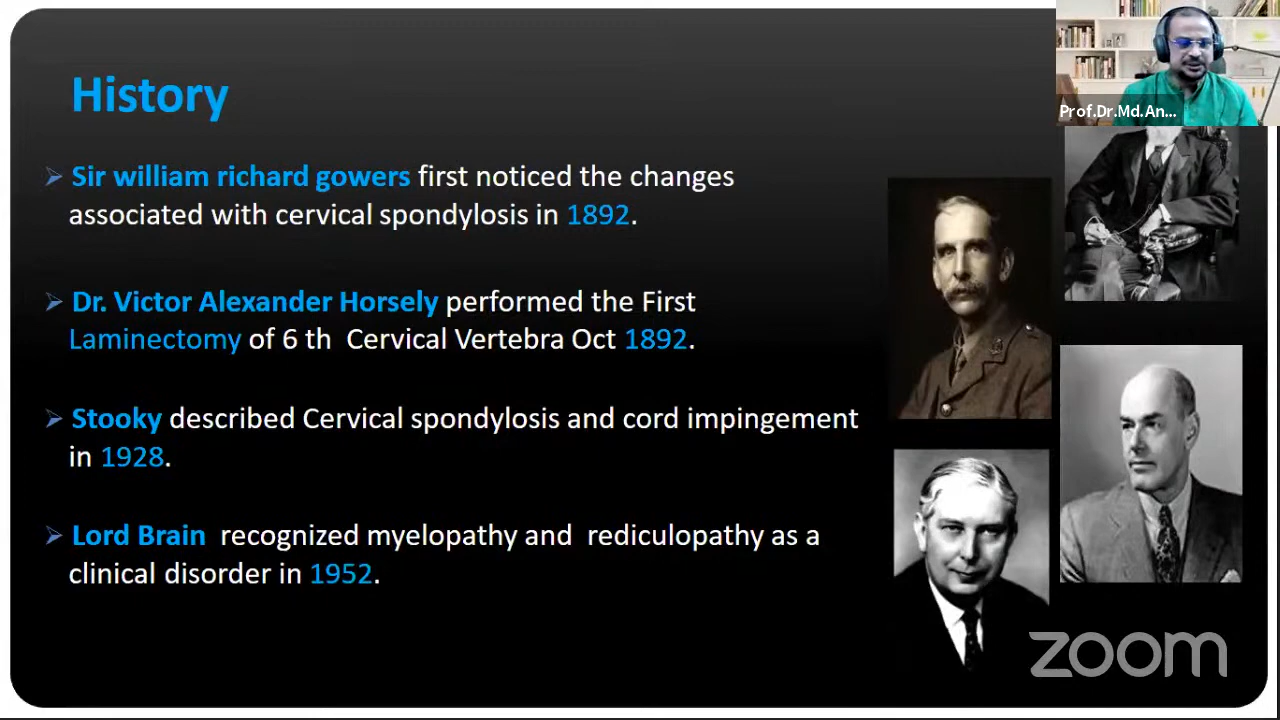 History
Prof.Dr.Md.An...
➢ Sir william richard gowers first noticed the changes
associated with cervical spondylosis in 1892.
➢ Dr. Victor Alexander Horsely performed the First
Laminectomy of 6 th  Cervical Vertebra Oct 1892.
➢ Stooky described Cervical spondylosis and cord impingement
in 1928.
➢ Lord Brain  recognized myelopathy and  rediculopathy as a
clinical disorder in 1952.
zoom